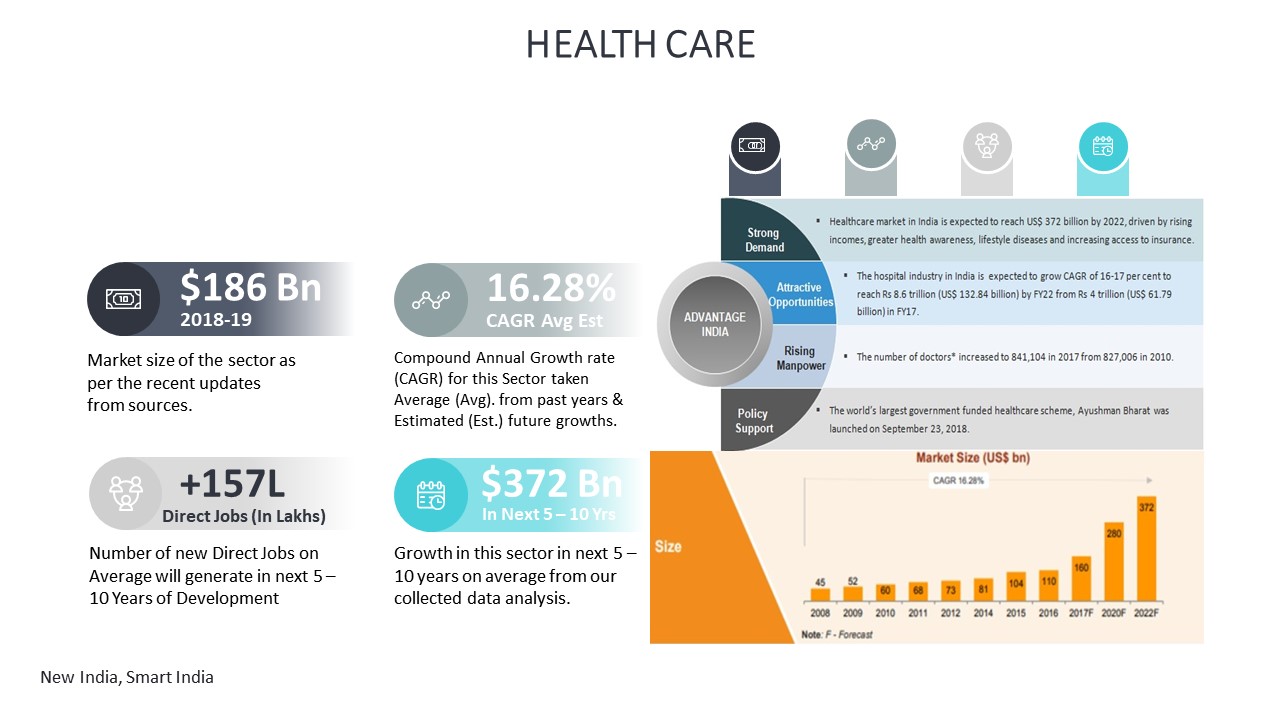 HEALTH CARE
$186 Bn
2018-19
Market size of the sector as
per the recent updates
from sources.
16.28%
CAGR Avg Est
Compound Annual Growth rate
(CAGR) for this Sector taken
Average (Avg). from past years &
Estimated (Est.) future growths.
+157L
Direct Jobs (In Lakhs)
Number of new Direct Jobs on
Average will generate in next 5 –
10 Years of Development
$372 Bn
In Next 5 – 10 Yrs
Growth in this sector in next 5 –
10 years on average from our
collected data analysis.
ADVANTAGE
INDIA
Strong
Demand
▪ Healthcare market in India is expected to reach US$ 372 billion by 2022, driven by rising
incomes, greater health awareness, lifestyle diseases and increasing access to insurance.
Attractive
Opportunities
▪ The hospital industry in India is expected to grow CAGR of 16-17 per cent to
reach Rs 8.6 trillion (US$ 132.84 billion) by FY22 from Rs 4 trillion (US$ 61.79
billion) in FY17.
Rising
Manpower
▪ The number of doctors* increased to 841,104 in 2017 from 827,006 in 2010.
Policy
Support
▪ The world's largest government funded healthcare scheme, Ayushman Bharat was
launched on September 23, 2018.
Size
Market Size (US$ bn)
CAGR 16.28%
45 52 60 68 73 81 104 110 160 280 372
2008 2009 2010 2011 2012 2014 2015 2016 2017F 2020F 2022F
Note: F - Forecast
New India, Smart India